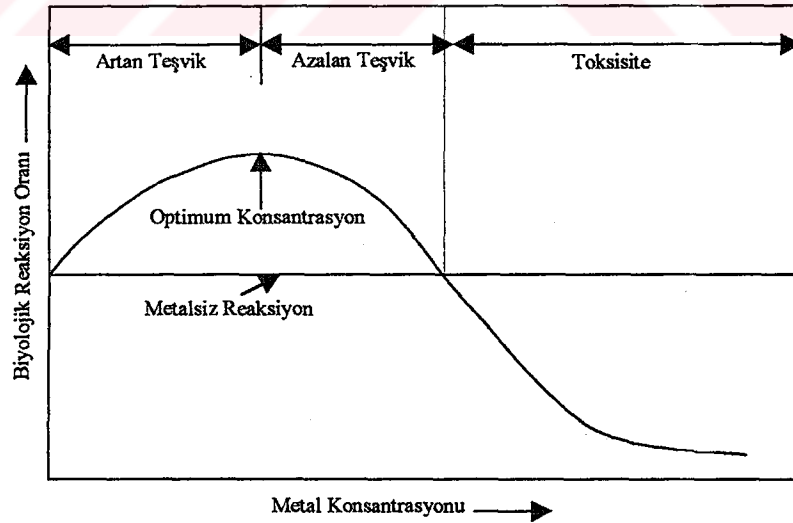 Artan Teşvik
Azalan Teşvik
Toksisite
Biyolojik Reaksiyon Oranı
Optimum Konsantrasyon
Metalsiz Reaksiyon
Metal Konsantrasyonu